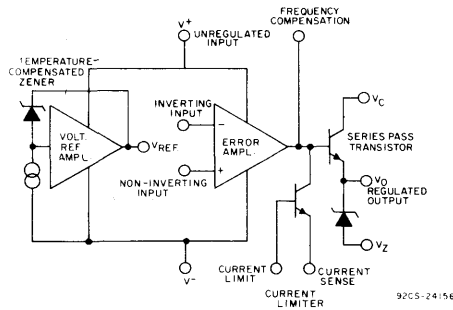 FREQUENCY
COMPENSATION
V+
UNREGULATED
INPUT
TEMPERATURE-
COMPENSATED
ZENER
INVERTING
INPUT
VC
VOLT.
REF
AMPL
VREF.
−
ERROR
AMPL.
+
SERIES PASS
TRANSISTOR
NON-INVERTING
INPUT
VO
REGULATED
OUTPUT
VZ
V-
CURRENT
LIMIT
CURRENT
SENSE
CURRENT
LIMITER
92CS-24156